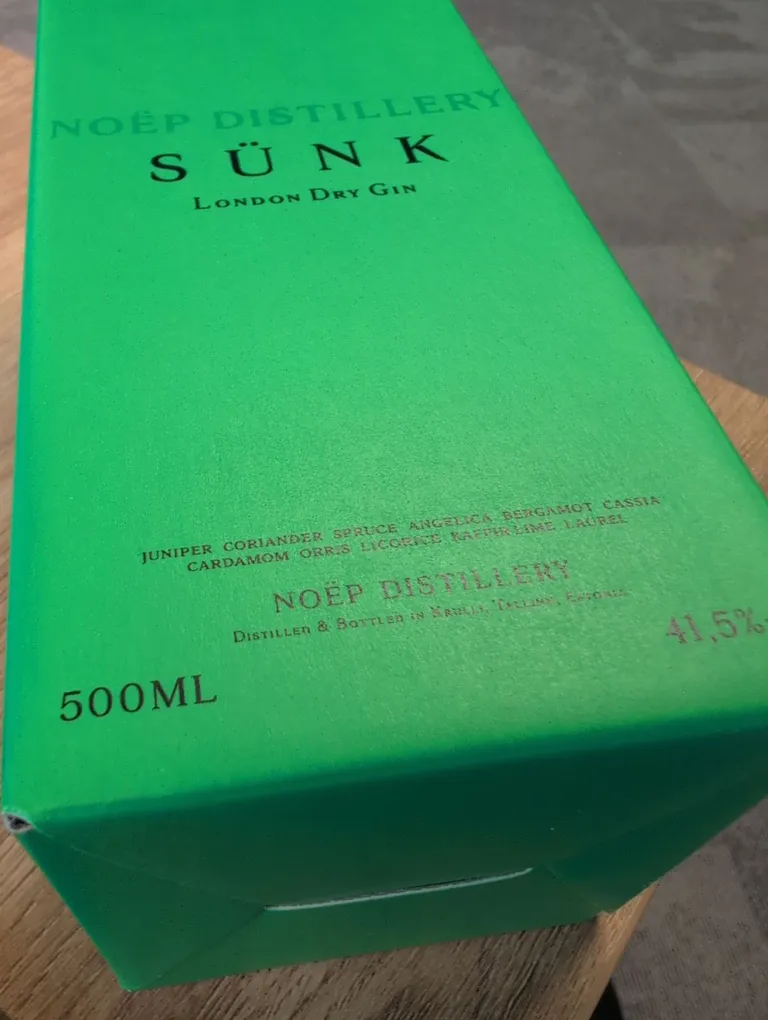 NOËP DISTILLERY
SÜNK
LONDON DRY GIN
JUNIPER CORIANDER SPRUCE ANGELICA BERGAMOT CASSIA
CARDAMOM ORRIS LICORICE KAFFIR LIME LAUREL
NOËP DISTILLERY
DISTILLED & BOTTLED IN TALLINN, ESTONIA
41,5%
500ML